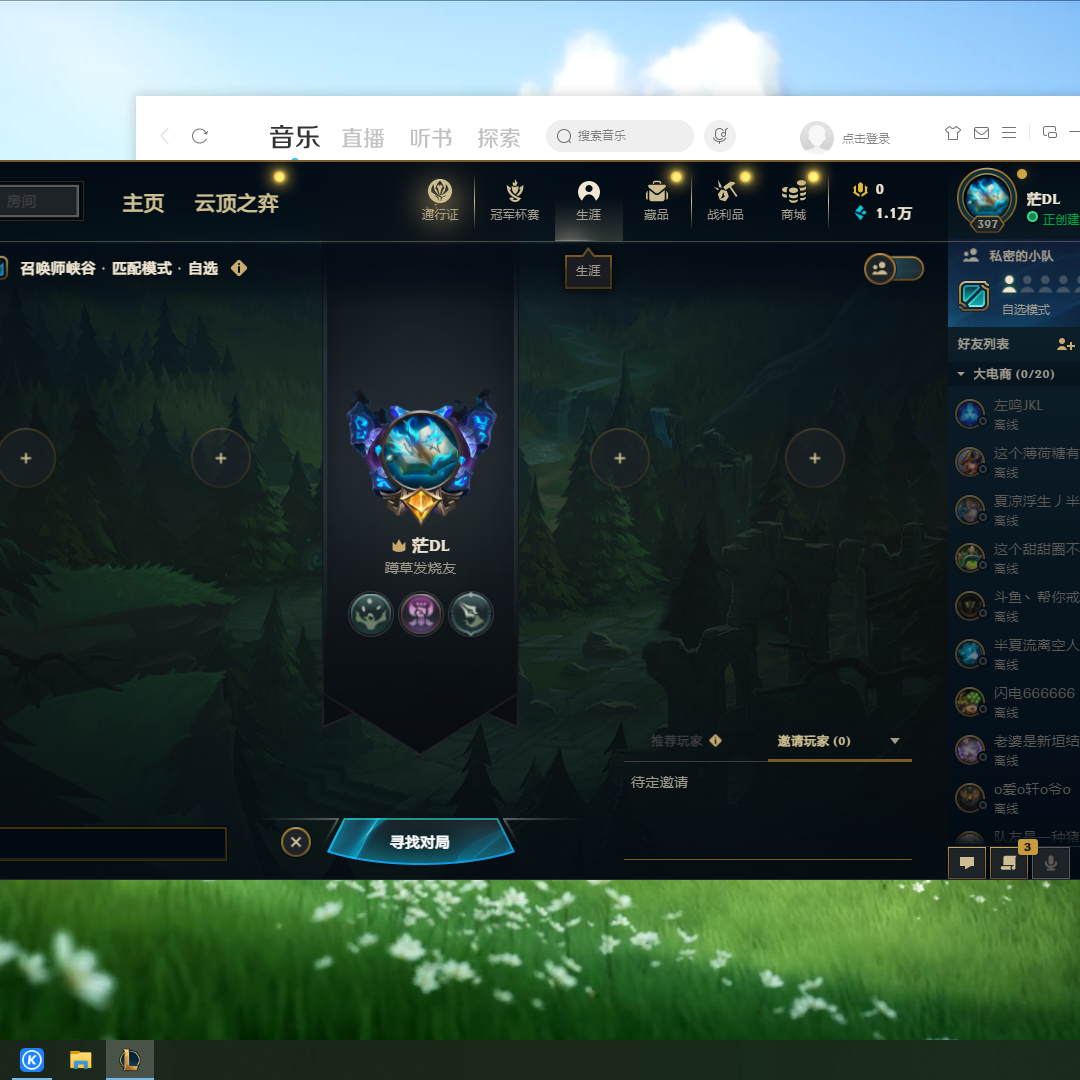 音乐 直播 听书 探索 搜索音乐 点击登录
房间 主页 云顶之弈 通行证 冠军杯赛 生涯 藏品 战利品 商城
0
1.1万
397
茫DL
正创建
召唤师峡谷 · 匹配模式 · 自选
生涯
私密的小队
自选模式
好友列表
大电商 (0/20)
左鸣JKL
离线
这个薄荷糖有
离线
夏凉浮生丿半
离线
这个甜甜圈不
离线
斗鱼丶帮你戒
离线
半夏流离空人
离线
闪电666666
离线
老婆是新垣结
离线
o爱o轩o爷o
离线
队友是一种猪
茫DL
蹲草发烧友
推荐玩家 邀请玩家 (0)
待定邀请
寻找对局
3
K